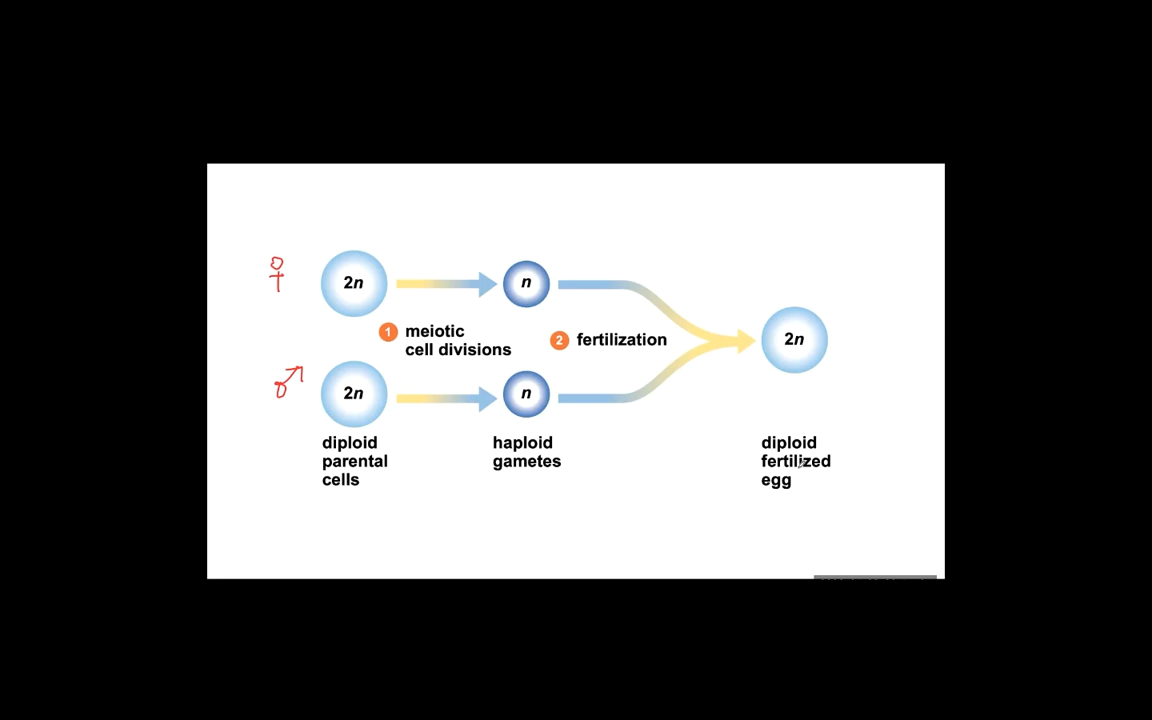 ♀
2n
n
1 meiotic
cell divisions
2 fertilization
2n
♂
2n
n
diploid
parental
cells
haploid
gametes
diploid
fertilized
egg